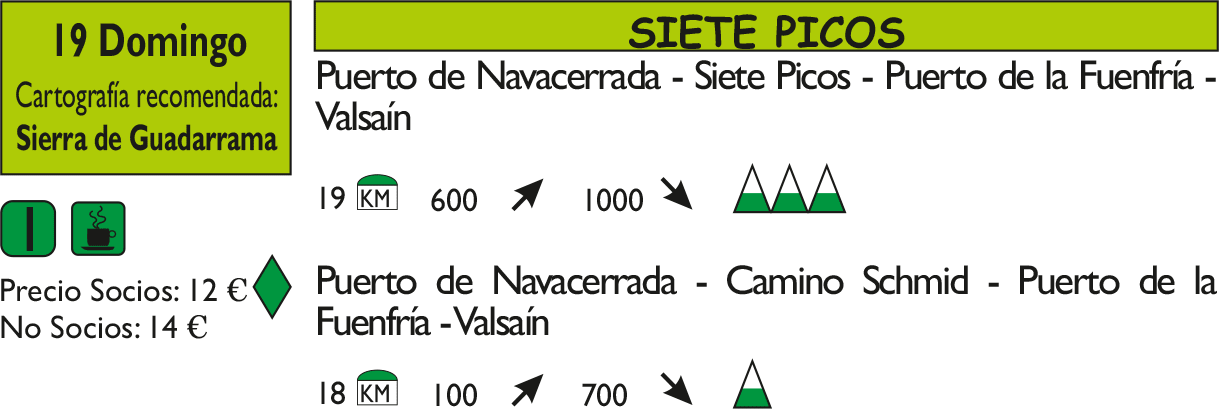 19 Domingo
Cartografía recomendada:
Sierra de Guadarrama
I
Precio Socios: 12 €
No Socios: 14 €
SIETE PICOS
Puerto de Navacerrada - Siete Picos - Puerto de la Fuenfría -
Valsaín
19 KM 600 1000
Puerto de Navacerrada - Camino Schmid - Puerto de la
Fuenfría - Valsaín
18 KM 100 700